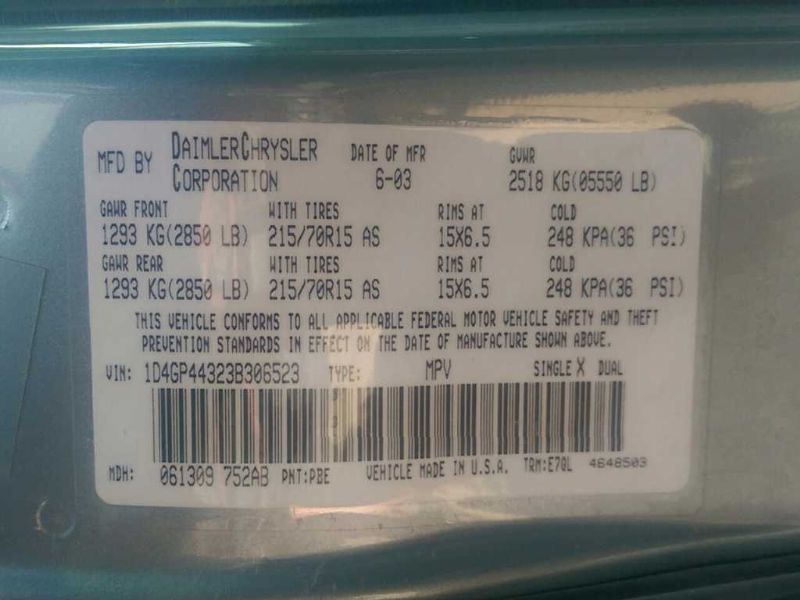 MFD BY DAIMLERCHRYSLER CORPORATION DATE OF MFR 6-03 GVWR 2518 KG(05550 LB)
GAWR FRONT WITH TIRES RIMS AT COLD
1293 KG(2850 LB) 215/70R15 AS 15X6.5 248 KPA(36 PSI)
GAWR REAR WITH TIRES RIMS AT COLD
1293 KG(2850 LB) 215/70R15 AS 15X6.5 248 KPA(36 PSI)
THIS VEHICLE CONFORMS TO ALL APPLICABLE FEDERAL MOTOR VEHICLE SAFETY AND THEFT
PREVENTION STANDARDS IN EFFECT ON THE DATE OF MANUFACTURE SHOWN ABOVE.
VIN: 1D4GP44323B306523 TYPE: MPV SINGLE X DUAL
MDH: 061309 752AB PNT:PBE VEHICLE MADE IN U.S.A. TRM:E7QL 4648503